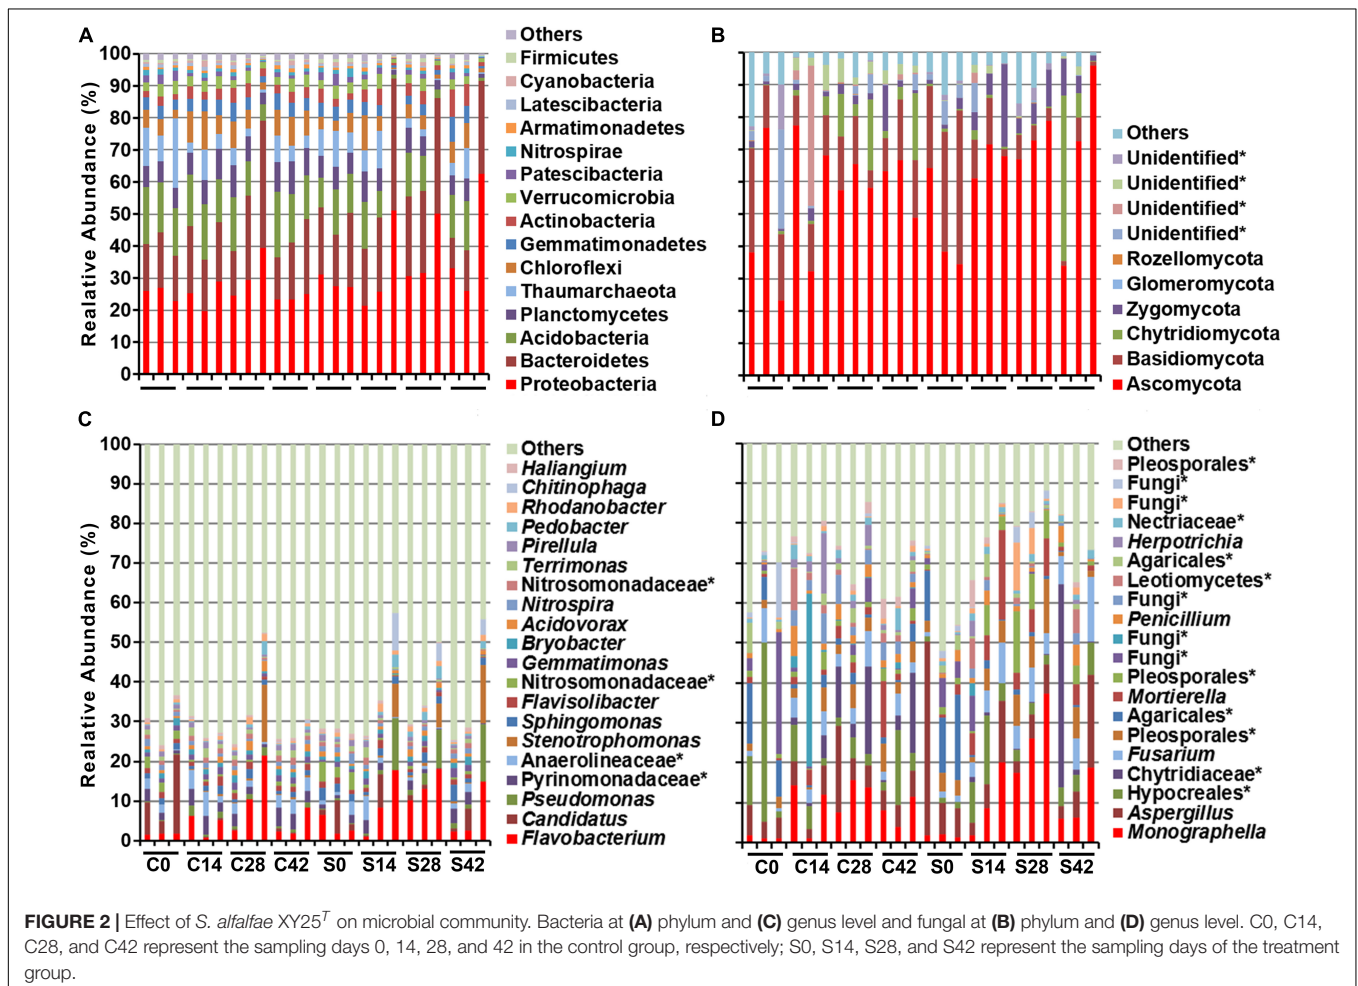 A
Others
Firmicutes
Cyanobacteria
Latescibacteria
Armatimonadetes
Nitrospirae
Patescibacteria
Verrucomicrobia
Actinobacteria
Gemmatimonadetes
Chloroflexi
Thaumarchaeota
Planctomycetes
Acidobacteria
Bacteroidetes
Proteobacteria
Realative Abundance (%)
100
90
80
70
60
50
40
30
20
10
0
B
Others
Unidentified*
Unidentified*
Unidentified*
Unidentified*
Rozellomycota
Glomeromycota
Zygomycota
Chytridiomycota
Basidiomycota
Ascomycota
C
Others
Haliangium
Chitinophaga
Rhodanobacter
Pedobacter
Pirellula
Terrimonas
Nitrosomonadaceae*
Nitrospira
Acidovorax
Bryobacter
Gemmatimonas
Nitrosomonadaceae*
Flavisolibacter
Sphingomonas
Stenotrophomonas
Anaerolineaceae*
Pyrinomonadaceae*
Pseudomonas
Candidatus
Flavobacterium
Realative Abundance (%)
100
90
80
70
60
50
40
30
20
10
0
C0 C14 C28 C42 S0 S14 S28 S42
D
Others
Pleosporales*
Fungi*
Fungi*
Nectriaceae*
Herpotrichia
Agaricales*
Leotiomycetes*
Fungi*
Penicillium
Fungi*
Fungi*
Pleosporales*
Mortierella
Agaricales*
Pleosporales*
Fusarium
Chytridiaceae*
Hypocreales*
Aspergillus
Monographella
C0 C14 C28 C42 S0 S14 S28 S42
FIGURE 2 | Effect of S. alfalfae XY25T on microbial community. Bacteria at (A) phylum and (C) genus level and fungal at (B) phylum and (D) genus level. C0, C14,
C28, and C42 represent the sampling days 0, 14, 28, and 42 in the control group, respectively; S0, S14, S28, and S42 represent the sampling days of the treatment
group.